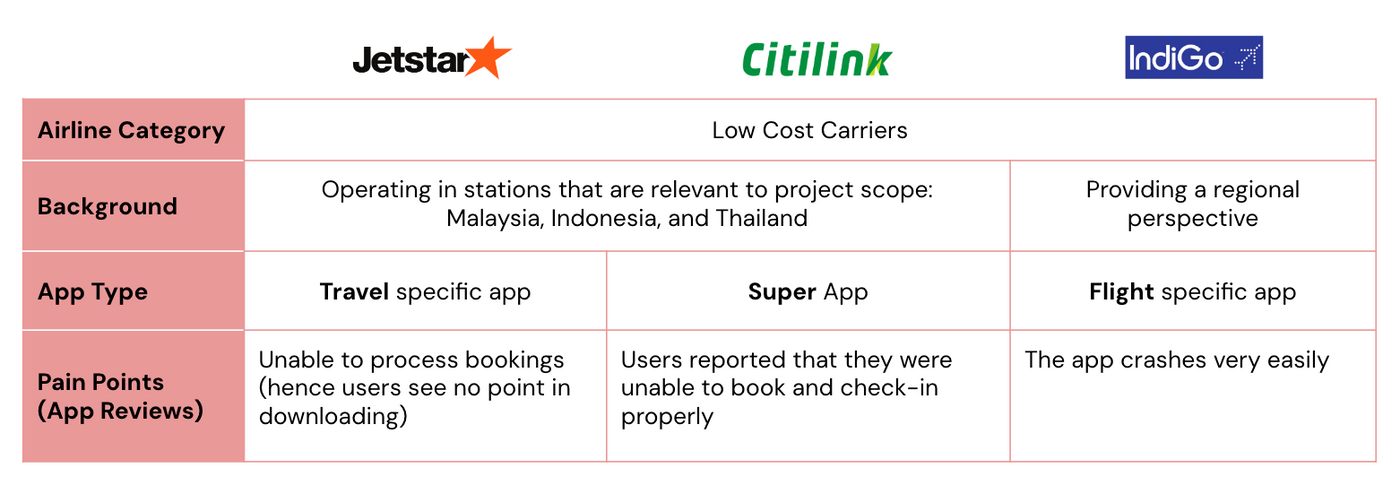 Jetstar
Citilink
IndiGo
Airline Category
Low Cost Carriers
Background
Operating in stations that are relevant to project scope:
Malaysia, Indonesia, and Thailand
Providing a regional
perspective
App Type
Travel specific app
Super App
Flight specific app
Pain Points
(App Reviews)
Unable to process bookings
(hence users see no point in
downloading)
Users reported that they were
unable to book and check-in
properly
The app crashes very easily